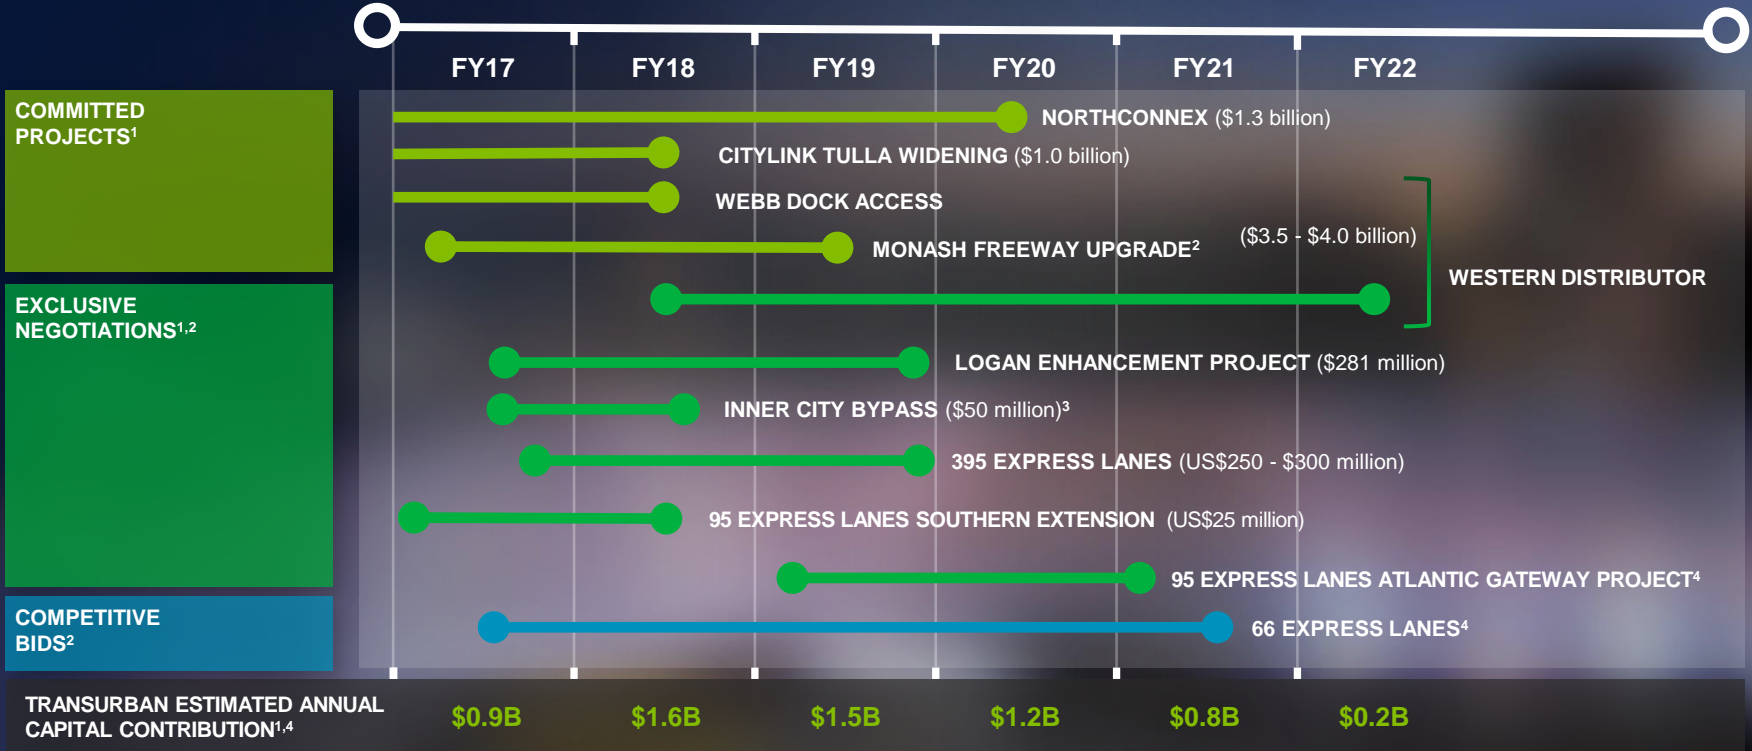 FY17 FY18 FY19 FY20 FY21 FY22
COMMITTED
PROJECTS¹
NORTHCONNEX ($1.3 billion)
CITYLINK TULLA WIDENING ($1.0 billion)
WEBB DOCK ACCESS
MONASH FREEWAY UPGRADE²
($3.5 - $4.0 billion)
WESTERN DISTRIBUTOR
EXCLUSIVE
NEGOTIATIONS¹,²
LOGAN ENHANCEMENT PROJECT ($281 million)
INNER CITY BYPASS ($50 million)³
395 EXPRESS LANES (US$250 - $300 million)
95 EXPRESS LANES SOUTHERN EXTENSION (US$25 million)
95 EXPRESS LANES ATLANTIC GATEWAY PROJECT⁴
COMPETITIVE
BIDS²
66 EXPRESS LANES⁴
TRANSURBAN ESTIMATED ANNUAL
CAPITAL CONTRIBUTION¹,⁴
$0.9B $1.6B $1.5B $1.2B $0.8B $0.2B